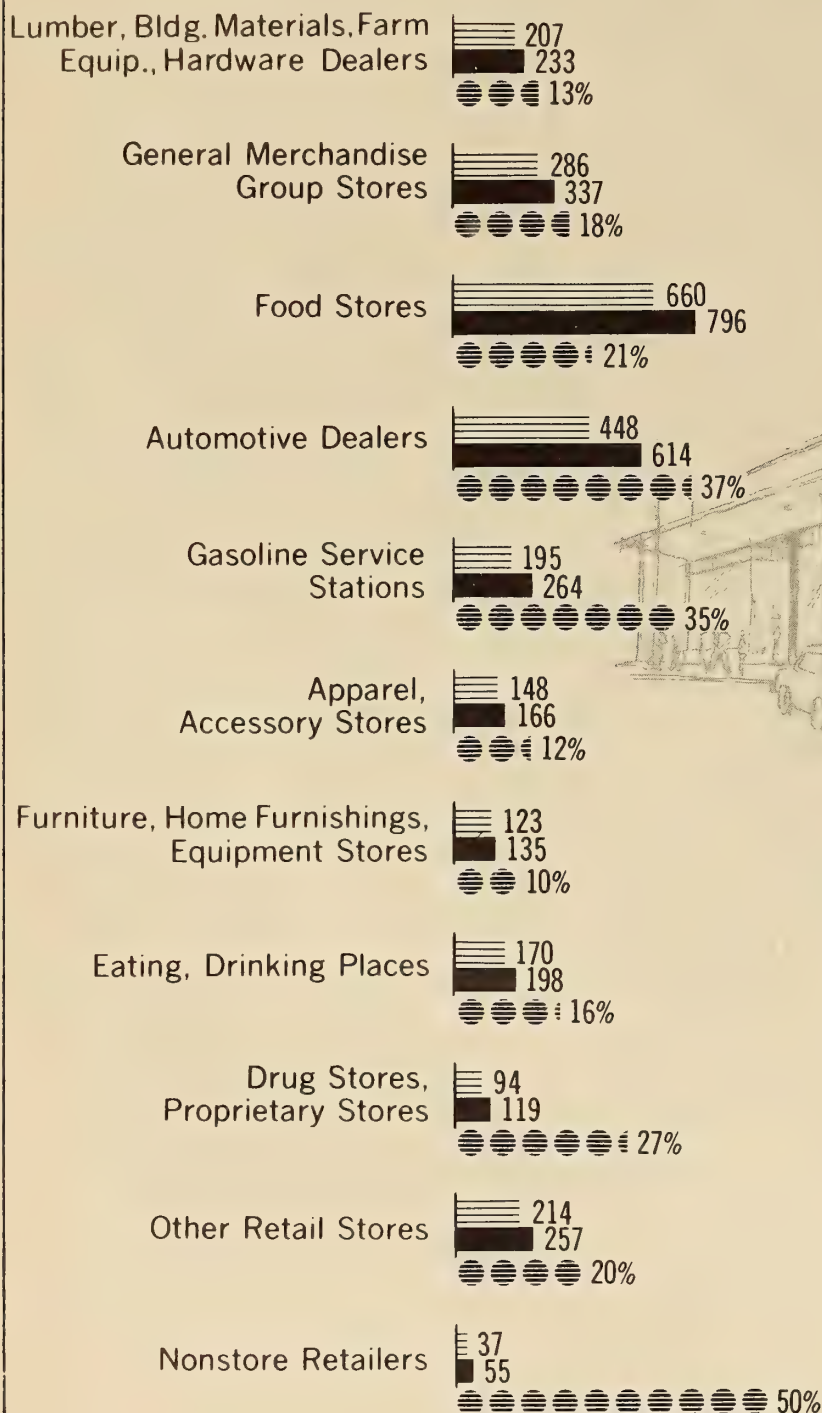 Lumber, Bldg. Materials, Farm
Equip., Hardware Dealers
207
233
13%
General Merchandise
Group Stores
286
337
18%
Food Stores
660
796
21%
Automotive Dealers
448
614
37%
Gasoline Service
Stations
195
264
35%
Apparel,
Accessory Stores
148
166
12%
Furniture, Home Furnishings,
Equipment Stores
123
135
10%
Eating, Drinking Places
170
198
16%
Drug Stores,
Proprietary Stores
94
119
27%
Other Retail Stores
214
257
20%
Nonstore Retailers
37
55
50%